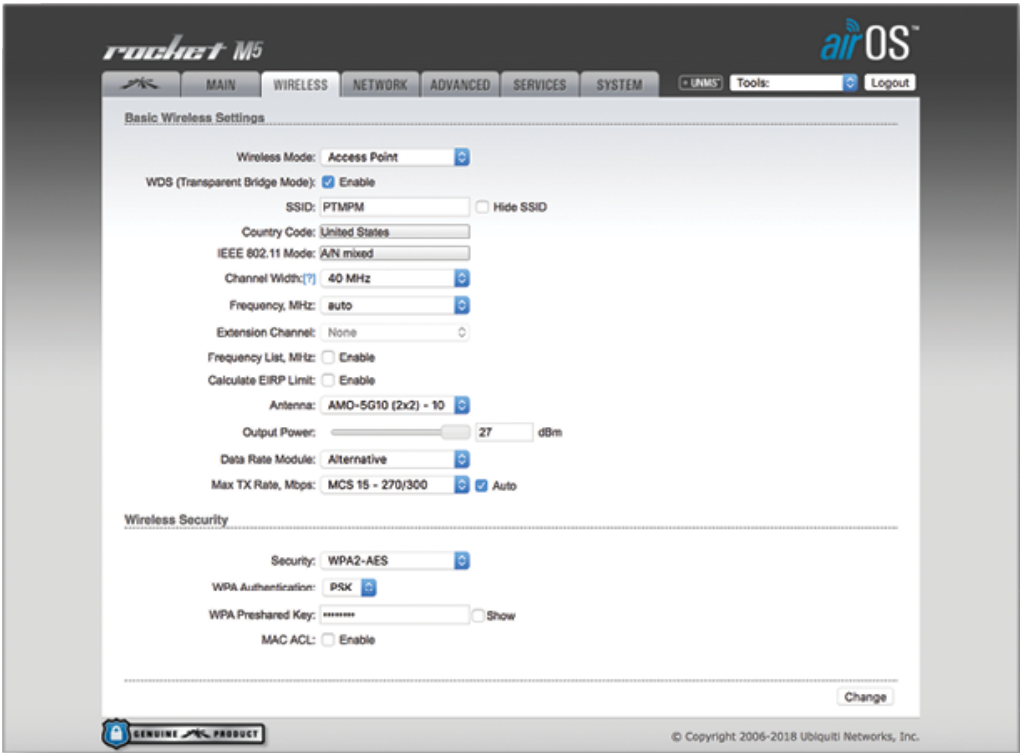 rocket M5
airOS™
MAIN WIRELESS NETWORK ADVANCED SERVICES SYSTEM UNMS™ Tools: Logout
Basic Wireless Settings
Wireless Mode: Access Point
WDS (Transparent Bridge Mode): Enable
SSID: PTMPM Hide SSID
Country Code: United States
IEEE 802.11 Mode: A/N mixed
Channel Width:[?] 40 MHz
Frequency, MHz: auto
Extension Channel: None
Frequency List, MHz: Enable
Calculate EIRP Limit: Enable
Antenna: AMO-5G10 (2x2) - 10
Output Power: 27 dBm
Data Rate Module: Alternative
Max TX Rate, Mbps: MCS 15 - 270/300 Auto
Wireless Security
Security: WPA2-AES
WPA Authentication: PSK
WPA Preshared Key: •••••••• Show
MAC ACL: Enable
Change
GENUINE PRODUCT
© Copyright 2006-2018 Ubiquiti Networks, Inc.